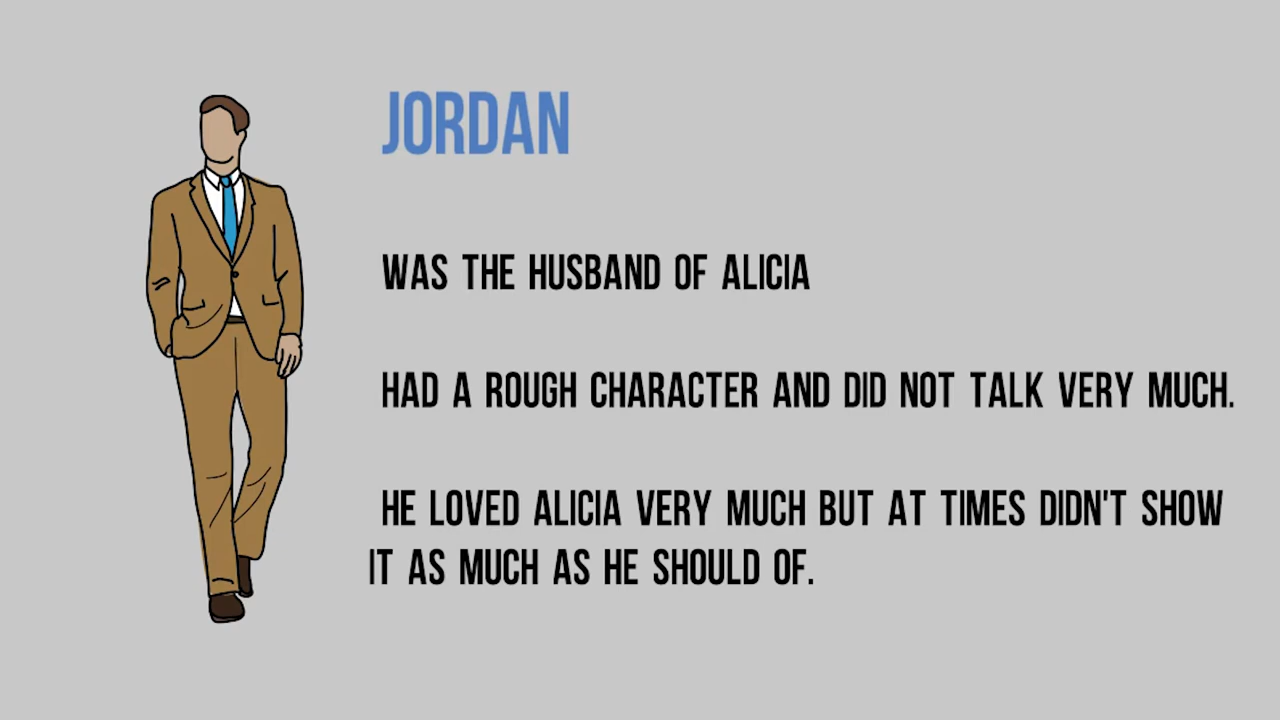 JORDAN
WAS THE HUSBAND OF ALICIA
HAD A ROUGH CHARACTER AND DID NOT TALK VERY MUCH.
HE LOVED ALICIA VERY MUCH BUT AT TIMES DIDN'T SHOW
IT AS MUCH AS HE SHOULD OF.